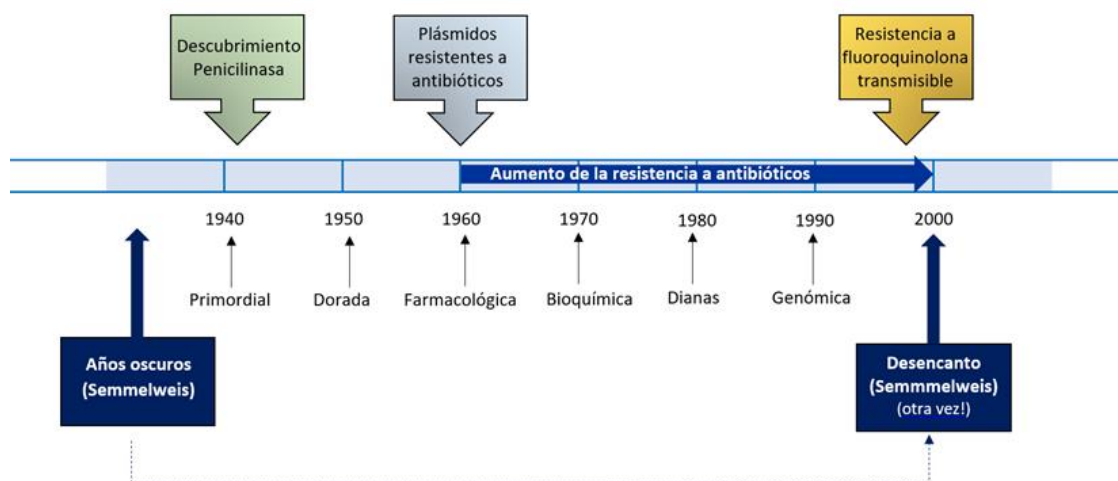 Descubrimiento
Penicilinasa
Plásmidos
resistentes a
antibióticos
Resistencia a
fluoroquinolona
transmisible
Aumento de la resistencia a antibióticos
1940
1950
1960
1970
1980
1990
2000
Primordial
Dorada
Farmacológica
Bioquímica
Dianas
Genómica
Años oscuros
(Semmelweis)
Desencanto
(Semmmelweis)
(otra vez!)